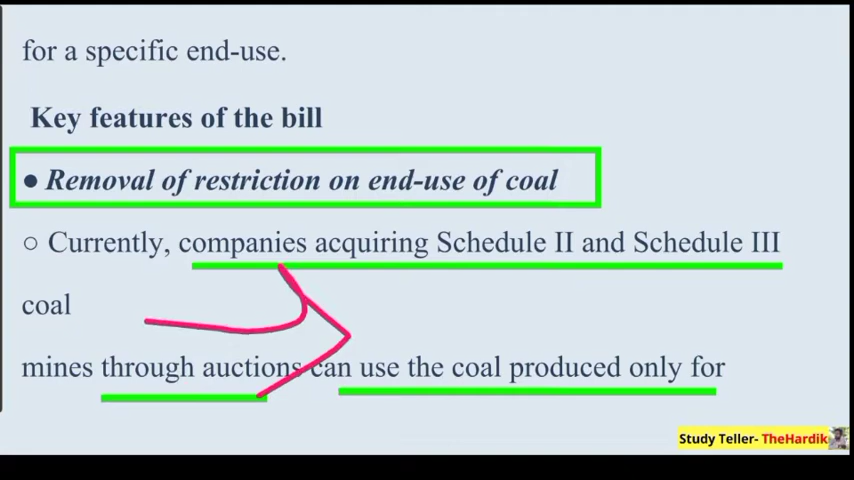 for a specific end-use.
Key features of the bill
● Removal of restriction on end-use of coal
○ Currently, companies acquiring Schedule II and Schedule III
coal
mines through auctions can use the coal produced only for
Study Teller- TheHardik